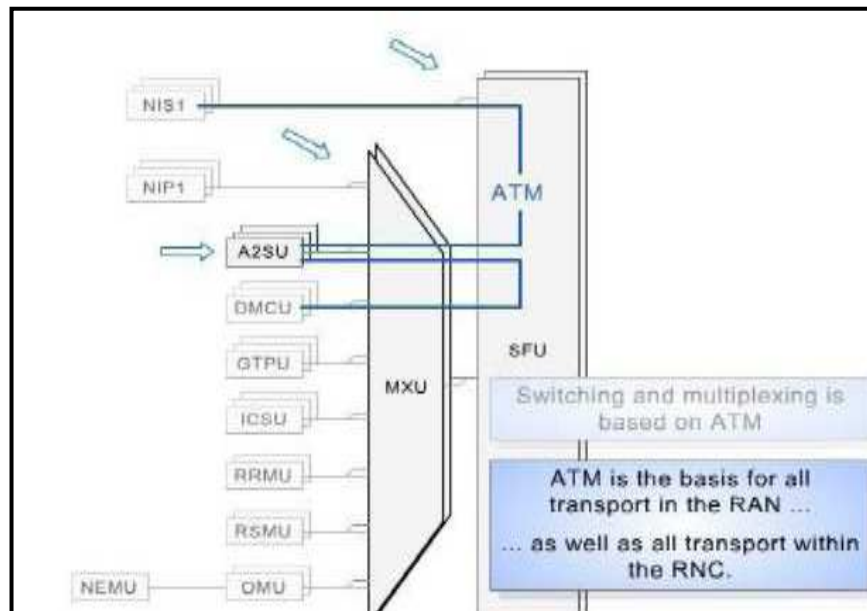 NIS1
NIP1
ATM
A2SU
DMCU
SFU
GTPU
MXU
Switching and multiplexing is
based on ATM
ICSU
ATM is the basis for all
transport in the RAN ...
RRMU
... as well as all transport within
the RNC.
RSMU
NEMU
OMU